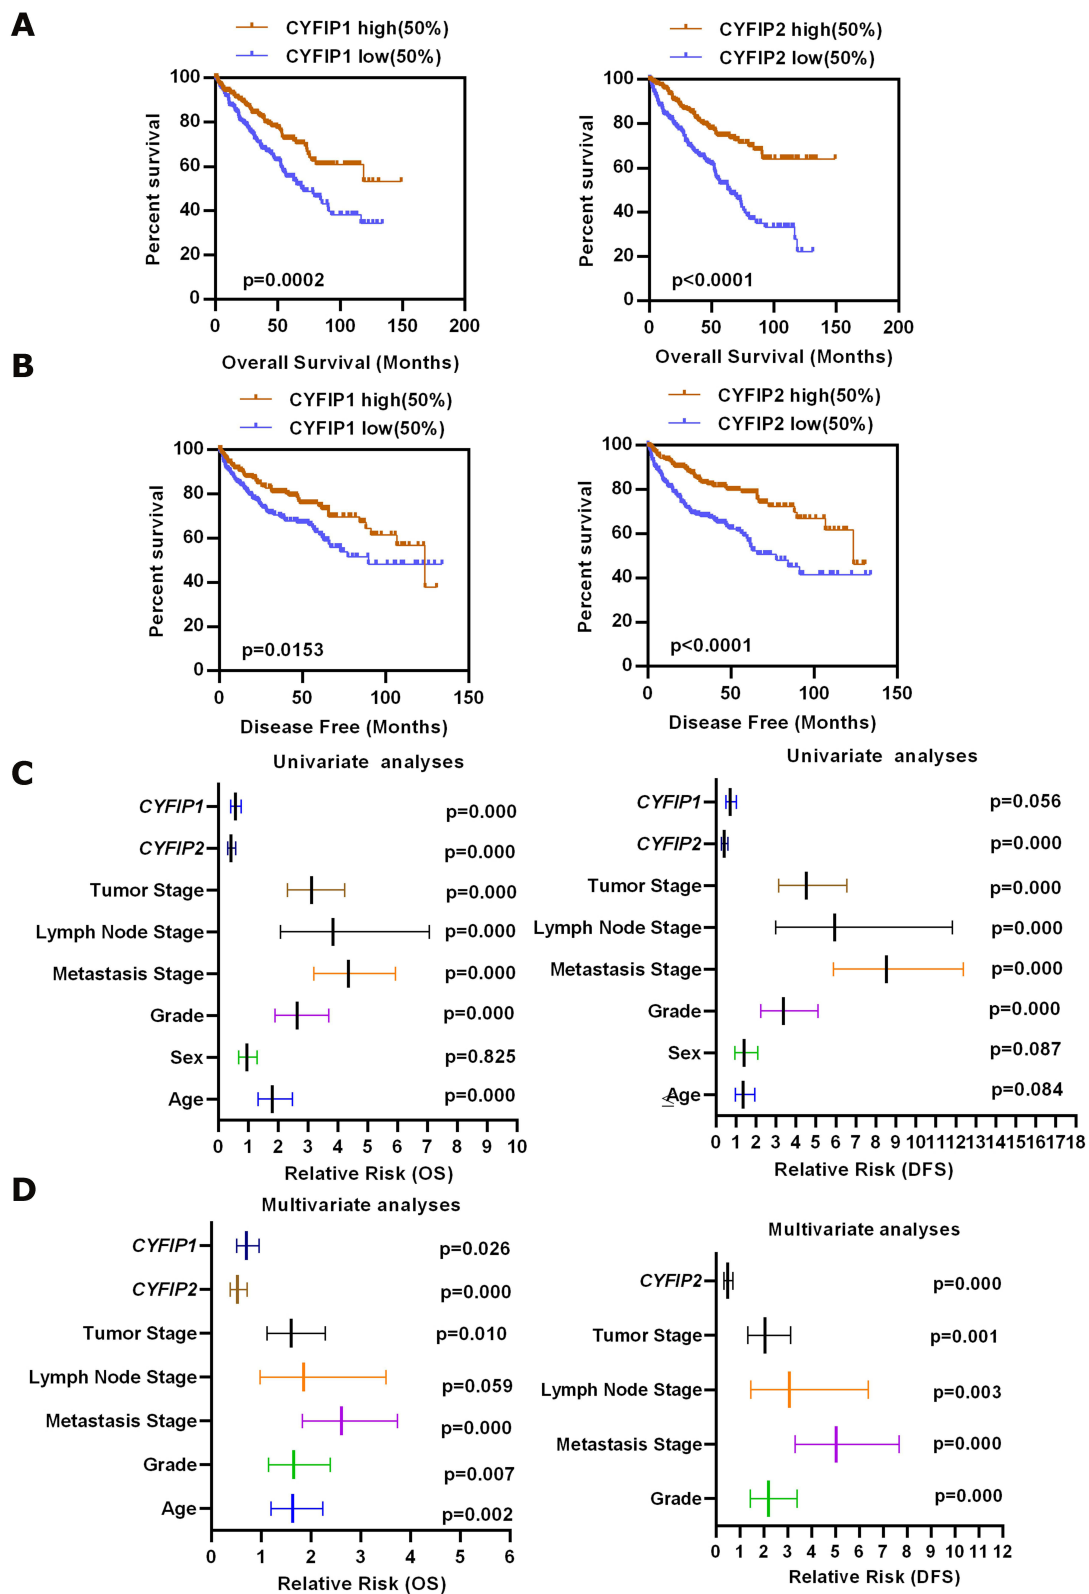 A
CYFIP1 high(50%)
CYFIP1 low(50%)
Percent survival
100
80
60
40
20
0
p=0.0002
0 50 100 150 200
Overall Survival (Months)
CYFIP2 high(50%)
CYFIP2 low(50%)
Percent survival
100
80
60
40
20
0
p<0.0001
0 50 100 150 200
Overall Survival (Months)
B
CYFIP1 high(50%)
CYFIP1 low(50%)
Percent survival
100
80
60
40
20
0
p=0.0153
0 50 100 150
Disease Free (Months)
CYFIP2 high(50%)
CYFIP2 low(50%)
Percent survival
100
80
60
40
20
0
p<0.0001
0 50 100 150
Disease Free (Months)
C
Univariate analyses
CYFIP1 p=0.000
CYFIP2 p=0.000
Tumor Stage p=0.000
Lymph Node Stage p=0.000
Metastasis Stage p=0.000
Grade p=0.000
Sex p=0.825
Age p=0.000
0 1 2 3 4 5 6 7 8 9 10
Relative Risk (OS)
Univariate analyses
CYFIP1 p=0.056
CYFIP2 p=0.000
Tumor Stage p=0.000
Lymph Node Stage p=0.000
Metastasis Stage p=0.000
Grade p=0.000
Sex p=0.087
Age p=0.084
0 1 2 3 4 5 6 7 8 9 10 11 12 13 14 15 16 17 18
Relative Risk (DFS)
D
Multivariate analyses
CYFIP1 p=0.026
CYFIP2 p=0.000
Tumor Stage p=0.010
Lymph Node Stage p=0.059
Metastasis Stage p=0.000
Grade p=0.007
Age p=0.002
0 1 2 3 4 5 6
Relative Risk (OS)
Multivariate analyses
CYFIP2 p=0.000
Tumor Stage p=0.001
Lymph Node Stage p=0.003
Metastasis Stage p=0.000
Grade p=0.000
0 1 2 3 4 5 6 7 8 9 10 11 12
Relative Risk (DFS)